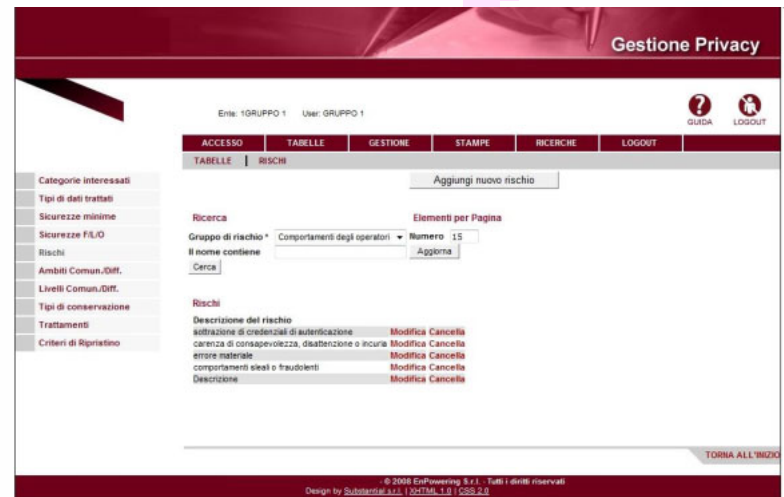 Gestione Privacy
Ente: 1GRUPPO 1 User: GRUPPO 1
GUIDA LOGOUT
ACCESSO TABELLE GESTIONE STAMPE RICERCHE LOGOUT
TABELLE RISCHI
Aggiungi nuovo rischio
Categorie interessati
Tipi di dati trattati
Sicurezze minime
Sicurezze F/L/O
Rischi
Ambiti Comun./Diff.
Livelli Comun./Diff.
Tipi di conservazione
Trattamenti
Criteri di Ripristino
Ricerca
Gruppo di rischio * Comportamenti degli operatori
Il nome contiene
Cerca
Elementi per Pagina
Numero 15
Aggiorna
Rischi
Descrizione del rischio
sottrazione di credenziali di autenticazione Modifica Cancella
carenza di consapevolezza, disattenzione o incuria Modifica Cancella
errore materiale Modifica Cancella
comportamenti sleali o fraudolenti Modifica Cancella
Descrizione Modifica Cancella
TORNA ALL'INIZIO
- © 2008 EnPowering S.r.l. - Tutti i diritti riservati
Design by Substantial s.r.l. | XHTML 1.0 | CSS 2.0